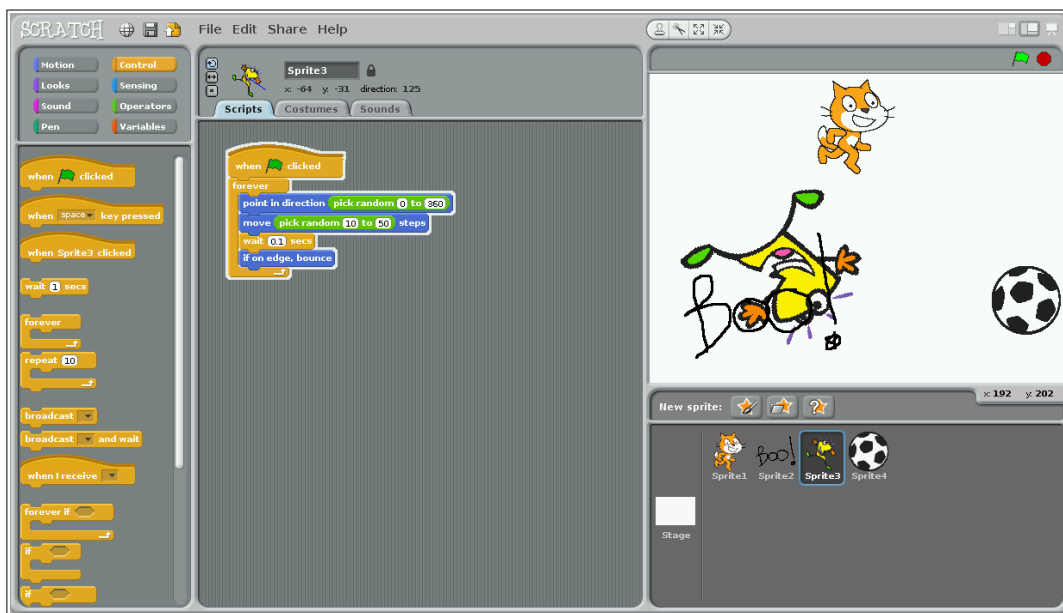 SCRATCH File Edit Share Help
Motion Control
Looks Sensing
Sound Operators
Pen Variables
when clicked
when space key pressed
when Sprite3 clicked
wait 1 secs
forever
repeat 10
broadcast
broadcast and wait
when I receive
forever if
if
if
Sprite3
x: -64 y: -31 direction: 125
Scripts Costumes Sounds
when clicked
forever
point in direction pick random 0 to 360
move pick random 10 to 50 steps
wait 0.1 secs
if on edge, bounce
Boo!
x: 192 y: 202
New sprite:
Boo!
Sprite1 Sprite2 Sprite3 Sprite4
Stage